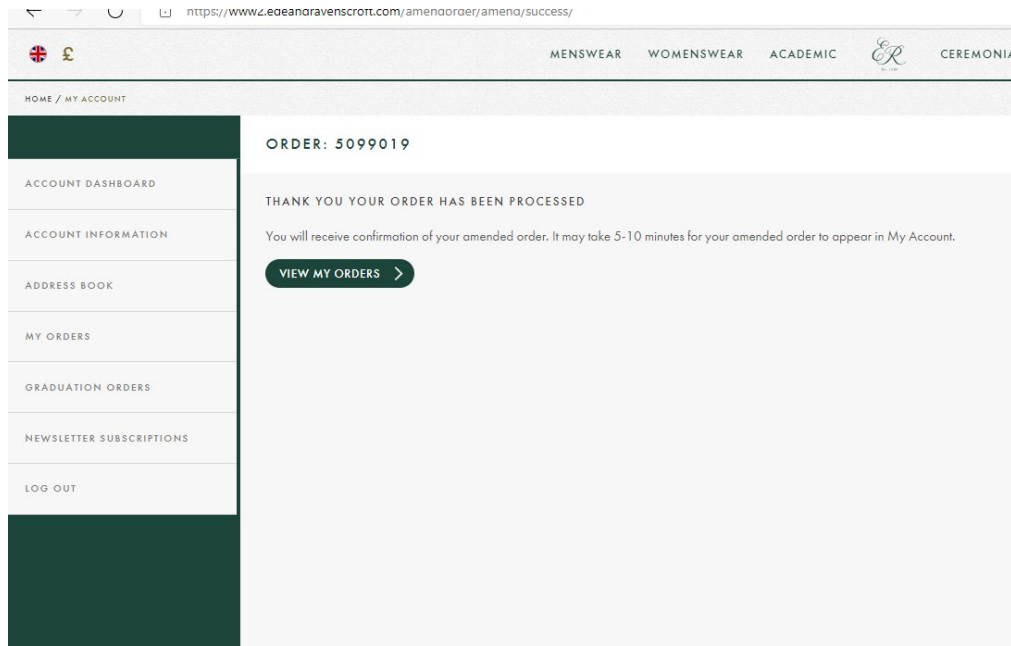 https://www2.edeandravenscroft.com/amendorder/amend/success/
£ MENSWEAR WOMENSWEAR ACADEMIC ER CEREMONIA
HOME / MY ACCOUNT
ORDER: 5099019
ACCOUNT DASHBOARD
ACCOUNT INFORMATION
ADDRESS BOOK
MY ORDERS
GRADUATION ORDERS
NEWSLETTER SUBSCRIPTIONS
LOG OUT
THANK YOU YOUR ORDER HAS BEEN PROCESSED
You will receive confirmation of your amended order. It may take 5-10 minutes for your amended order to appear in My Account.
VIEW MY ORDERS